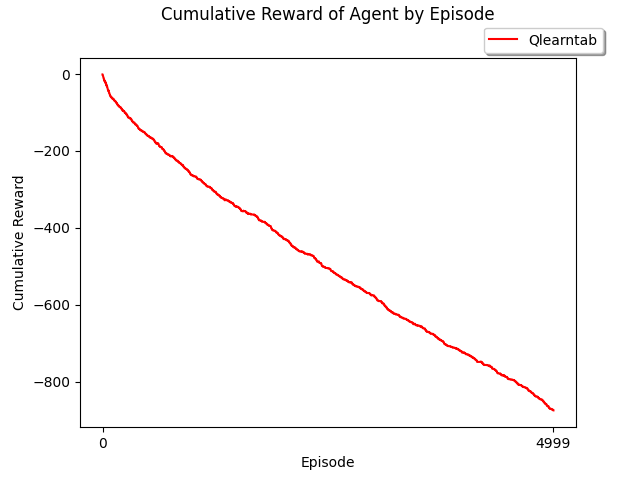 Cumulative Reward of Agent by Episode
Qlearntab
0
−200
−400
−600
−800
Cumulative Reward
0
4999
Episode